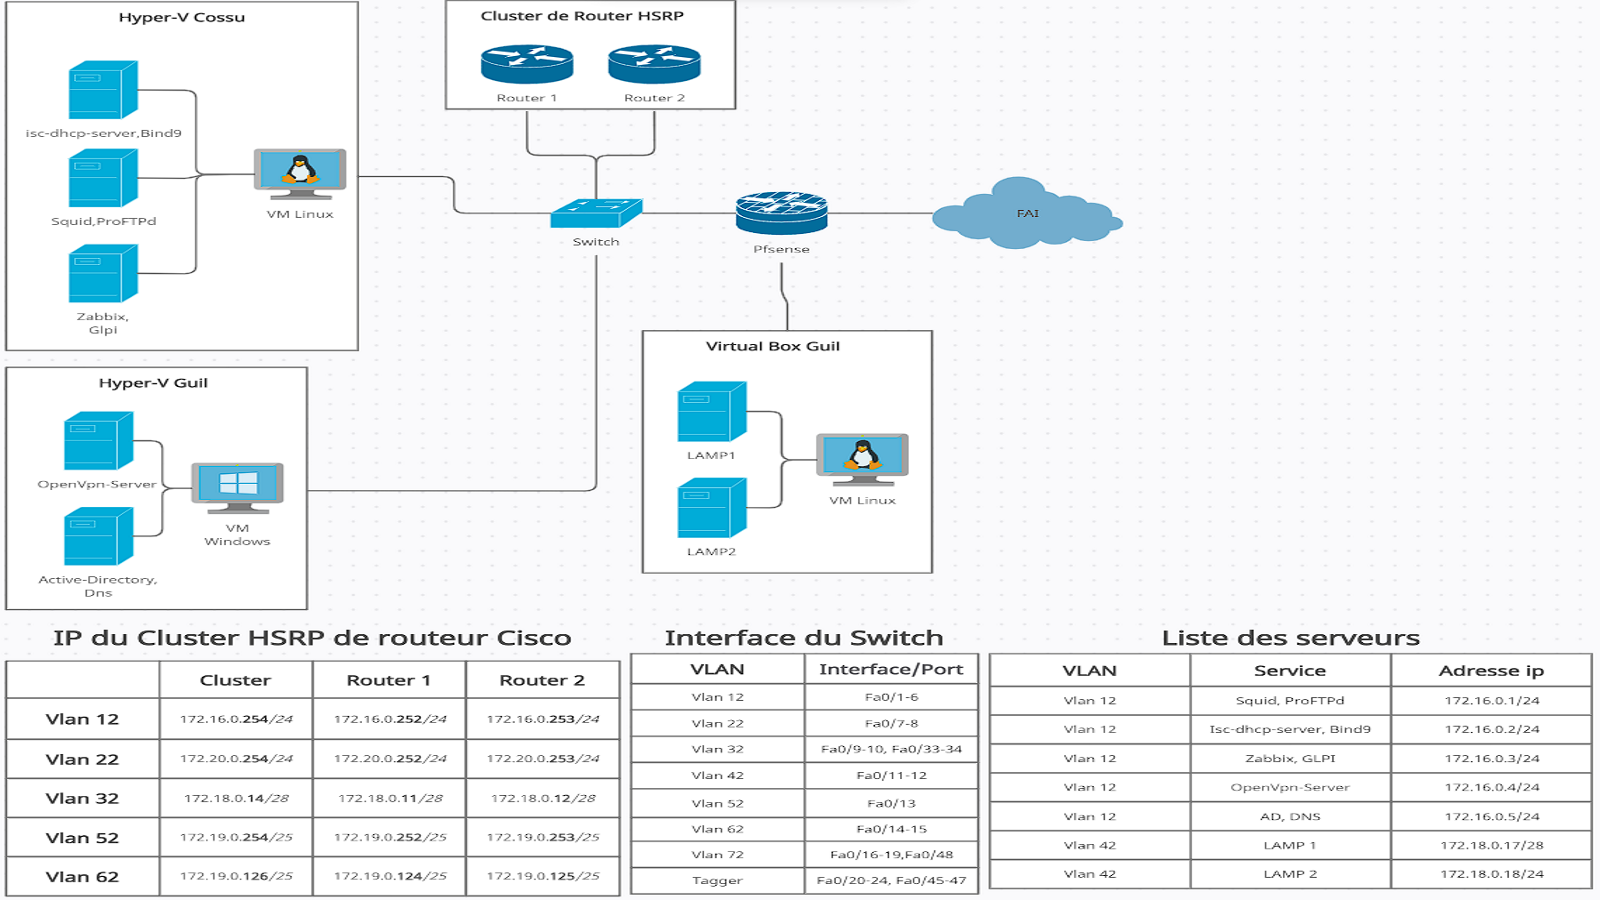 Hyper-V Cossu
isc-dhcp-server,Bind9
Squid,ProFTPd
Zabbix,
Glpi
VM Linux
Cluster de Router HSRP
Router 1
Router 2
Switch
Pfsense
FAI
Hyper-V Guil
OpenVpn-Server
Active-Directory,
Dns
VM
Windows
Virtual Box Guil
LAMP1
LAMP2
VM Linux
IP du Cluster HSRP de routeur Cisco
Cluster Router 1 Router 2
Vlan 12 172.16.0.254/24 172.16.0.252/24 172.16.0.253/24
Vlan 22 172.20.0.254/24 172.20.0.252/24 172.20.0.253/24
Vlan 32 172.18.0.14/28 172.18.0.11/28 172.18.0.12/28
Vlan 52 172.19.0.254/25 172.19.0.252/25 172.19.0.253/25
Vlan 62 172.19.0.126/25 172.19.0.124/25 172.19.0.125/25
Interface du Switch
VLAN Interface/Port
Vlan 12 Fa0/1-6
Vlan 22 Fa0/7-8
Vlan 32 Fa0/9-10, Fa0/33-34
Vlan 42 Fa0/11-12
Vlan 52 Fa0/13
Vlan 62 Fa0/14-15
Vlan 72 Fa0/16-19,Fa0/48
Tagger Fa0/20-24, Fa0/45-47
Liste des serveurs
VLAN Service Adresse ip
Vlan 12 Squid, ProFTPd 172.16.0.1/24
Vlan 12 Isc-dhcp-server, Bind9 172.16.0.2/24
Vlan 12 Zabbix, GLPI 172.16.0.3/24
Vlan 12 OpenVpn-Server 172.16.0.4/24
Vlan 12 AD, DNS 172.16.0.5/24
Vlan 42 LAMP 1 172.18.0.17/28
Vlan 42 LAMP 2 172.18.0.18/24